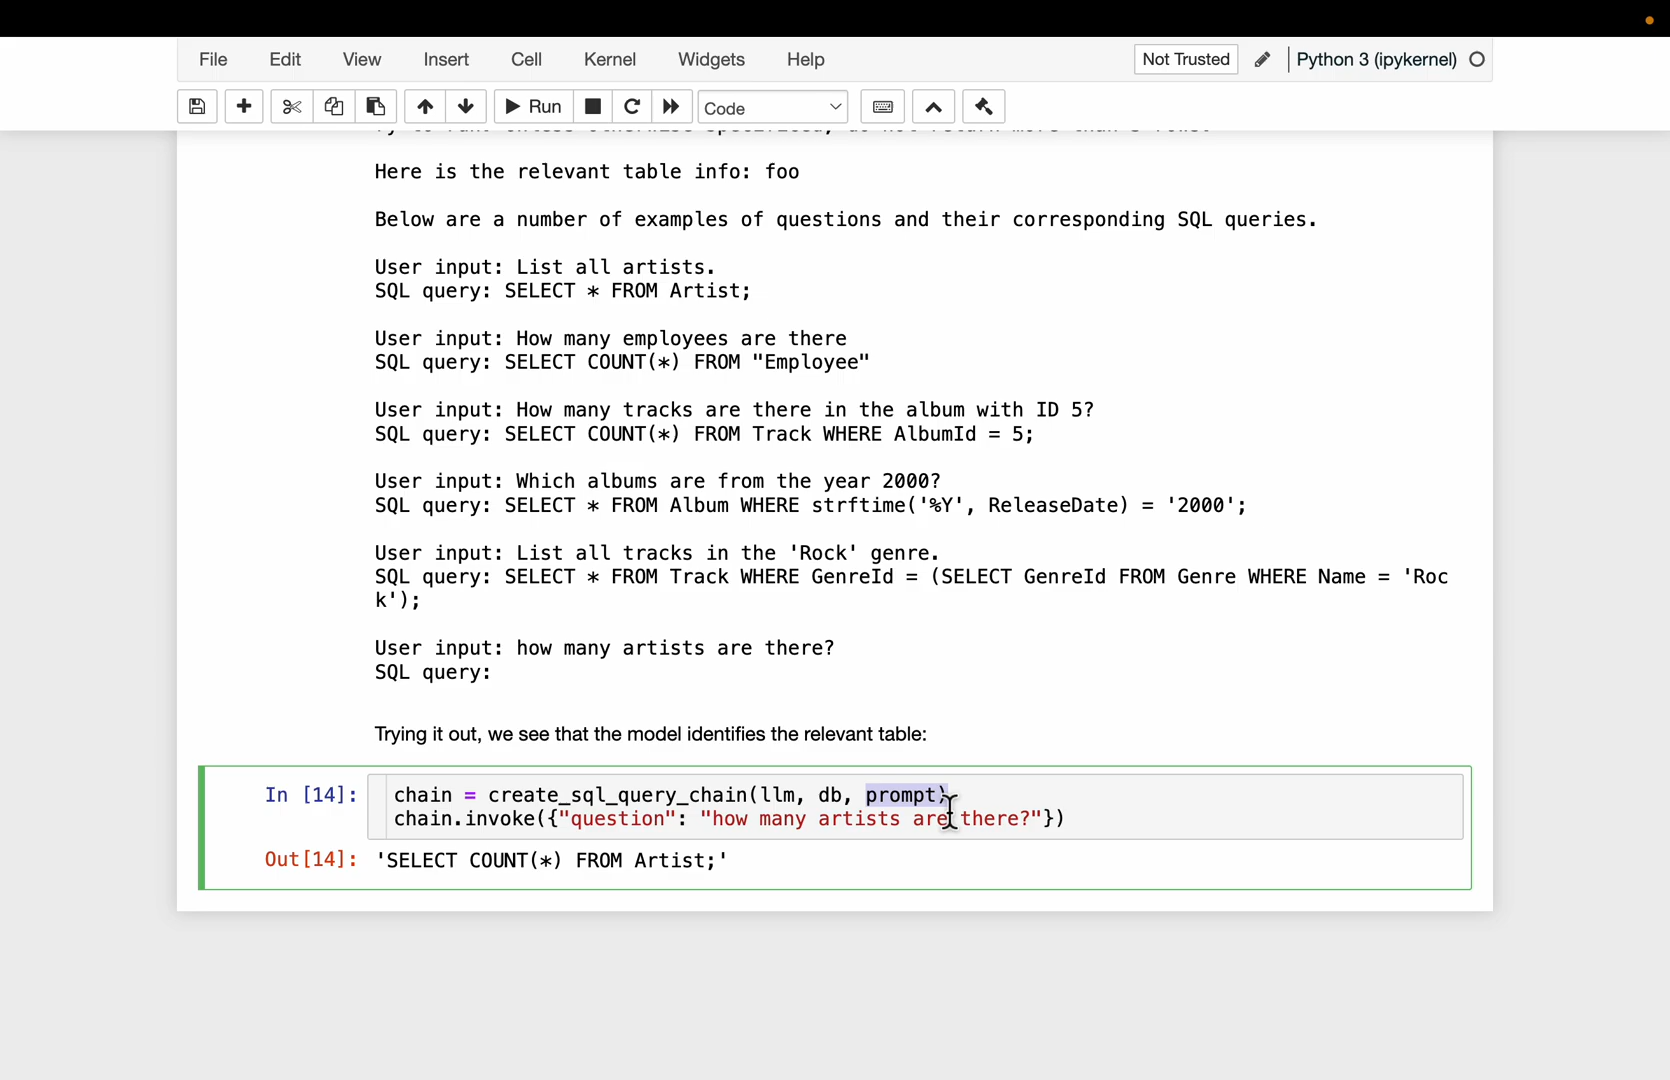 File Edit View Insert Cell Kernel Widgets Help Not Trusted Python 3 (ipykernel)
Run Code
Here is the relevant table info: foo
Below are a number of examples of questions and their corresponding SQL queries.
User input: List all artists.
SQL query: SELECT * FROM Artist;
User input: How many employees are there
SQL query: SELECT COUNT(*) FROM "Employee"
User input: How many tracks are there in the album with ID 5?
SQL query: SELECT COUNT(*) FROM Track WHERE AlbumId = 5;
User input: Which albums are from the year 2000?
SQL query: SELECT * FROM Album WHERE strftime('%Y', ReleaseDate) = '2000';
User input: List all tracks in the 'Rock' genre.
SQL query: SELECT * FROM Track WHERE GenreId = (SELECT GenreId FROM Genre WHERE Name = 'Roc
k');
User input: how many artists are there?
SQL query:
Trying it out, we see that the model identifies the relevant table:
In [14]: chain = create_sql_query_chain(llm, db, prompt)
chain.invoke({"question": "how many artists are there?"})
Out[14]: 'SELECT COUNT(*) FROM Artist;'